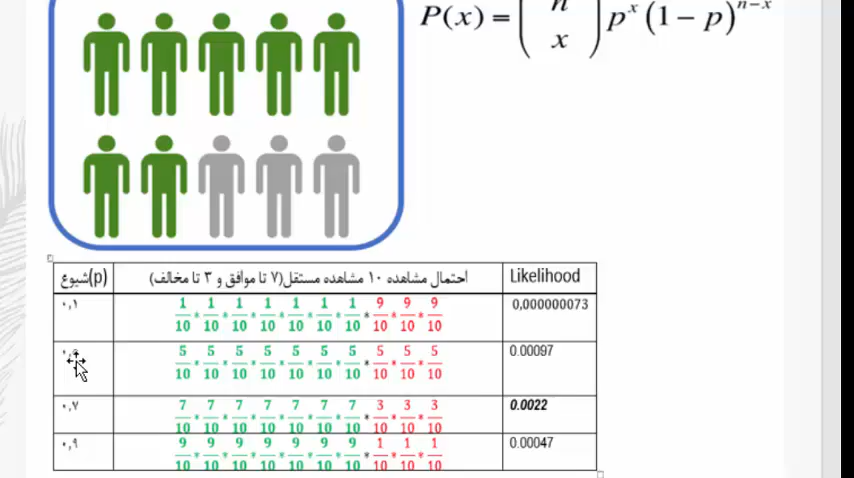 P(x) = ( n x ) p^x (1 − p)^{n−x}
شیوع(p) احتمال مشاهده ۱۰ مشاهده مستقل(۷ تا موافق و ۳ تا مخالف) Likelihood
۰,۱ 1/10 * 1/10 * 1/10 * 1/10 * 1/10 * 1/10 * 1/10 * 9/10 * 9/10 * 9/10 0,000000073
5/10 * 5/10 * 5/10 * 5/10 * 5/10 * 5/10 * 5/10 * 5/10 * 5/10 * 5/10 0.00097
۰,۷ 7/10 * 7/10 * 7/10 * 7/10 * 7/10 * 7/10 * 7/10 * 3/10 * 3/10 * 3/10 0.0022
۰,۹ 9/10 * 9/10 * 9/10 * 9/10 * 9/10 * 9/10 * 9/10 * 1/10 * 1/10 * 1/10 0.00047